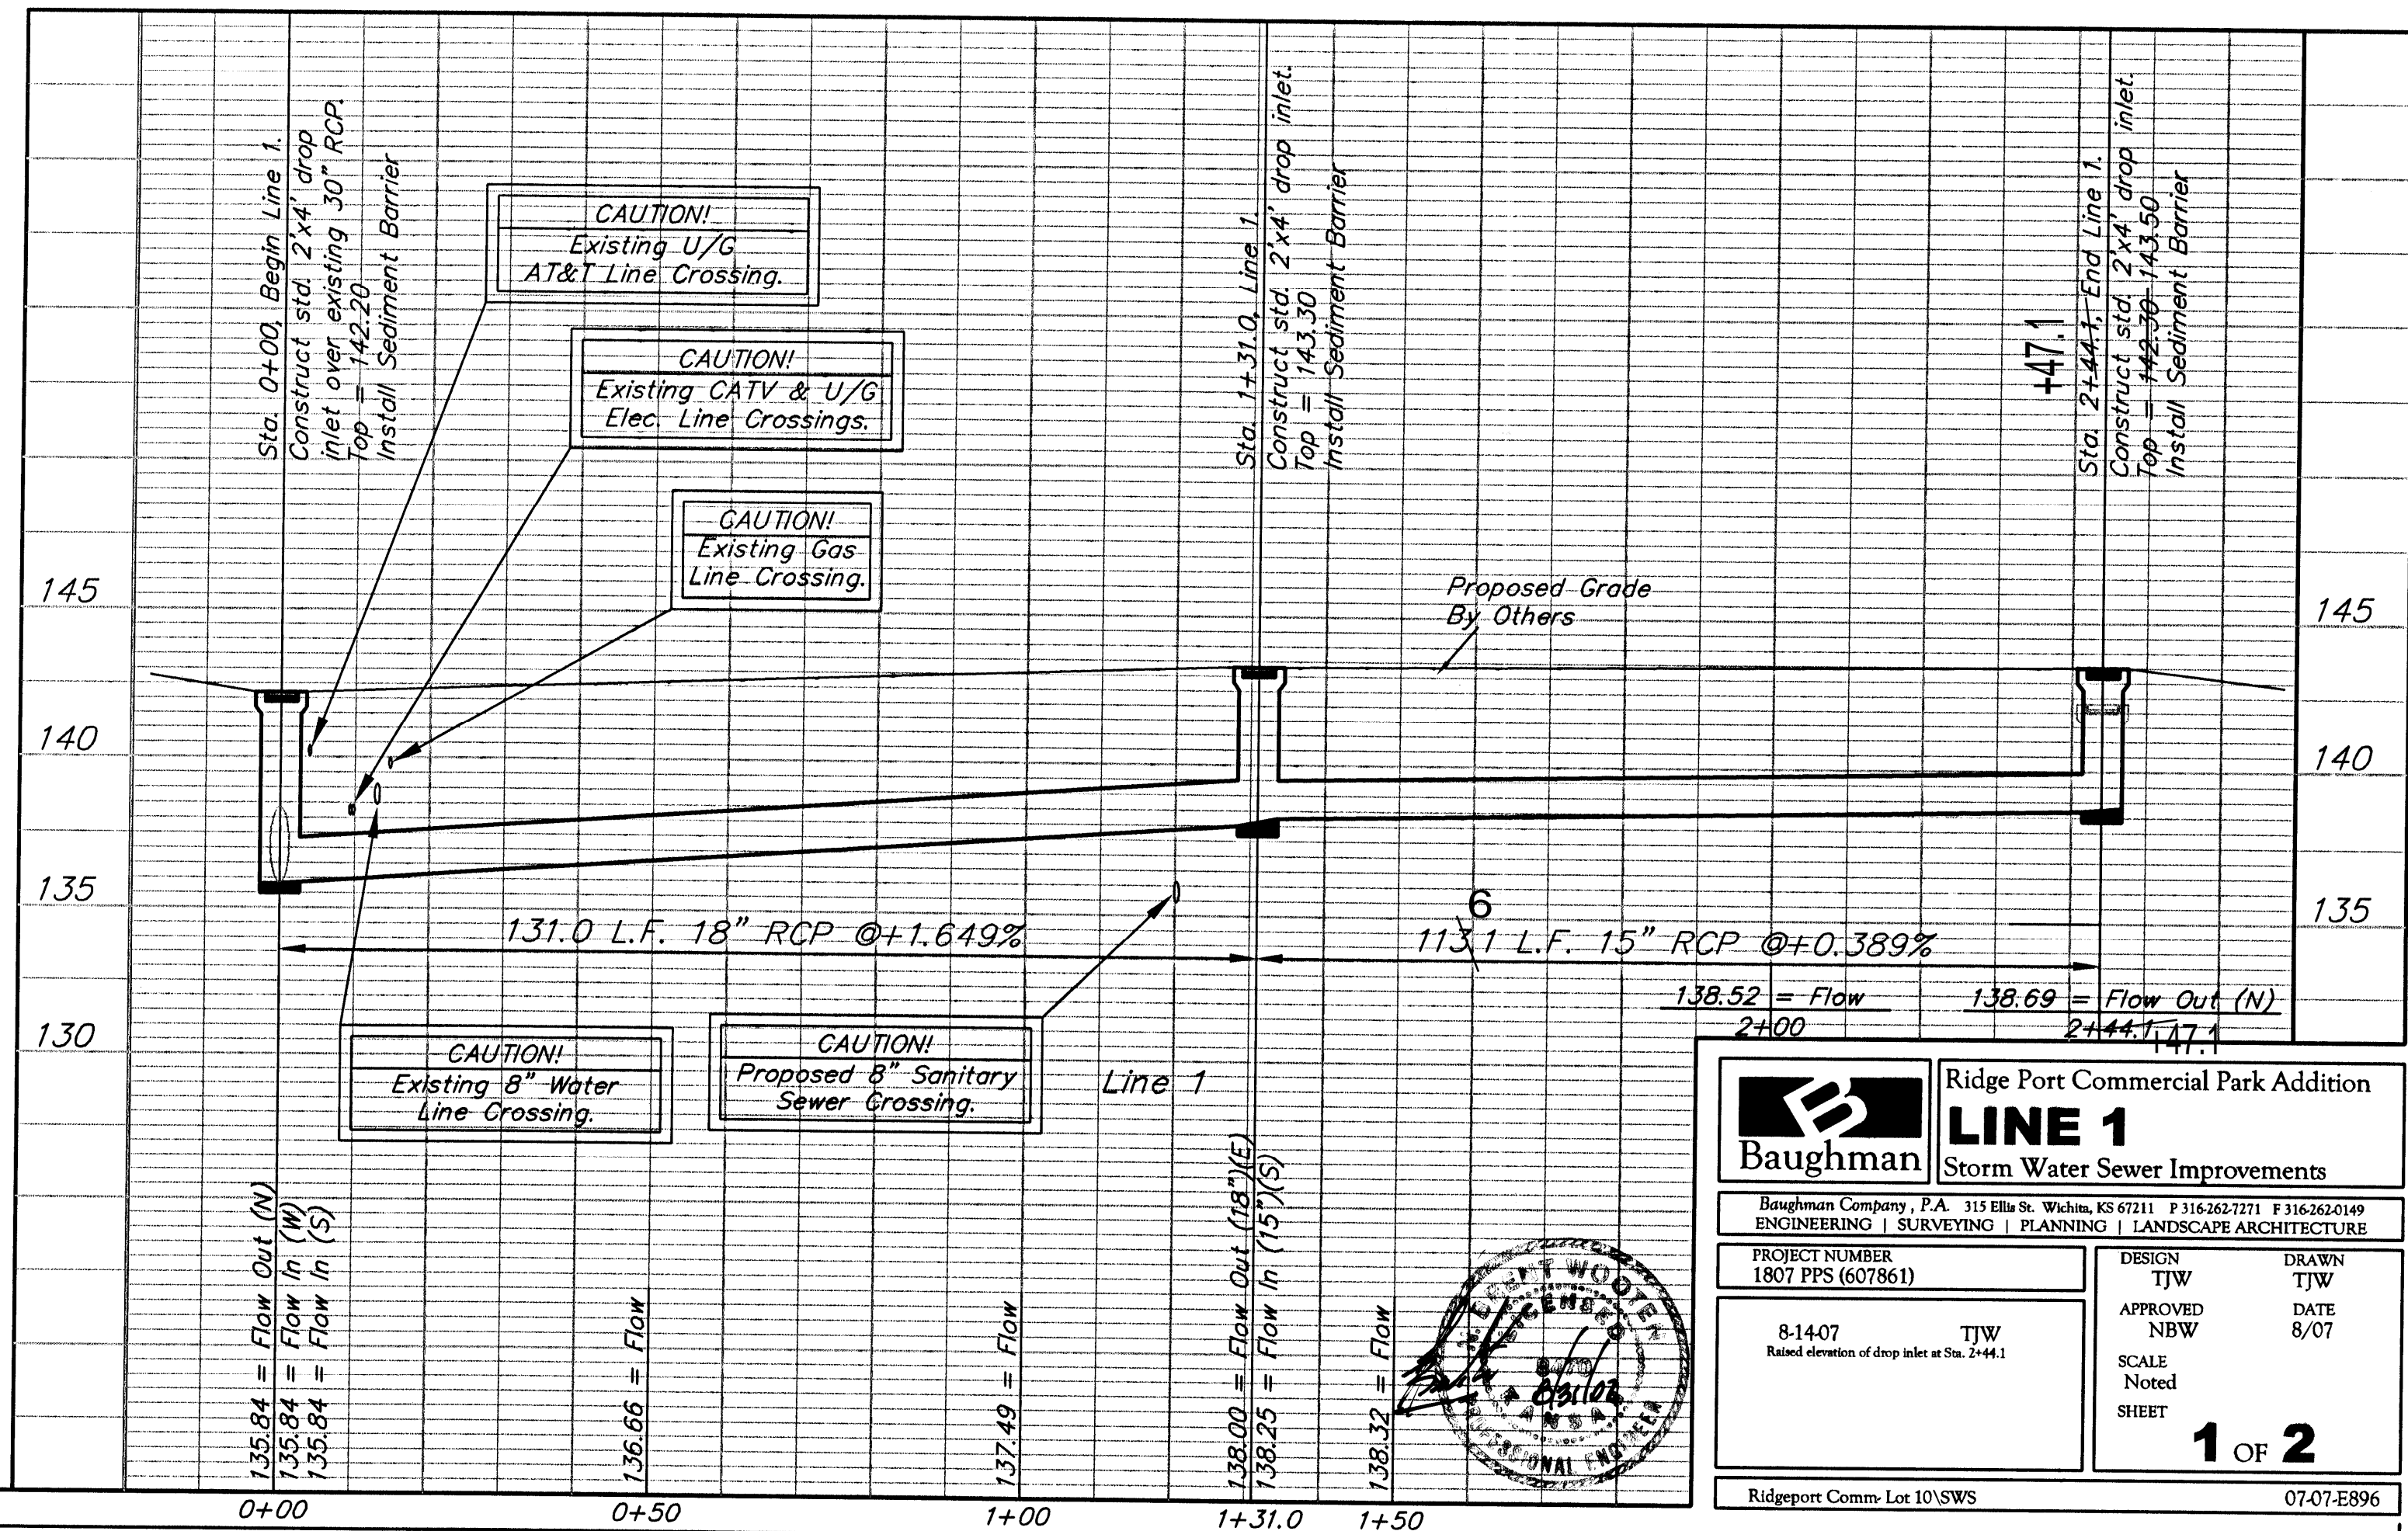 Sta. 0+00, Begin Line 1.
Construct std. 2'x4' drop
inlet over existing 30" RCP.
Top = 142.20
Install Sediment Barrier
CAUTION!
Existing U/G
AT&T Line Crossing.
CAUTION!
Existing CATV & U/G
Elec. Line Crossings.
CAUTION!
Existing Gas
Line Crossing.
Sta. 1+31.0, Line 1.
Construct std. 2'x4' drop inlet.
Top = 143.30
Install Sediment Barrier
+47.1
Sta. 2+44.1, End Line 1.
Construct std. 2'x4' drop inlet.
Top = 142.30 143.50
Install Sediment Barrier
Proposed Grade
By Others
145
140
135
130
145
140
135
131.0 L.F. 18" RCP @+1.649%
6
113.1 L.F. 15" RCP @+0.389%
138.52 = Flow
2+00
138.69 = Flow Out (N)
2+44.1 +47.1
CAUTION!
Existing 8" Water
Line Crossing.
CAUTION!
Proposed 8" Sanitary
Sewer Crossing.
Line 1
135.84 = Flow Out (N)
135.84 = Flow In (W)
135.84 = Flow In (S)
136.66 = Flow
137.49 = Flow
138.00 = Flow Out (18")(E)
138.25 = Flow In (15")(S)
138.32 = Flow
0+00
0+50
1+00
1+31.0
1+50
BRENT WOOTEN
LICENSED
8/31/07
KANSAS
PROFESSIONAL ENGINEER
Baughman
Ridge Port Commercial Park Addition
LINE 1
Storm Water Sewer Improvements
Baughman Company, P.A. 315 Ellis St. Wichita, KS 67211 P 316-262-7271 F 316-262-0149
ENGINEERING | SURVEYING | PLANNING | LANDSCAPE ARCHITECTURE
PROJECT NUMBER
1807 PPS (607861)
DESIGN
TJW
DRAWN
TJW
APPROVED
NBW
DATE
8/07
8-14-07 TJW
Raised elevation of drop inlet at Sta. 2+44.1
SCALE
Noted
SHEET
1 OF 2
Ridgeport Comm- Lot 10\SWS
07-07-E896